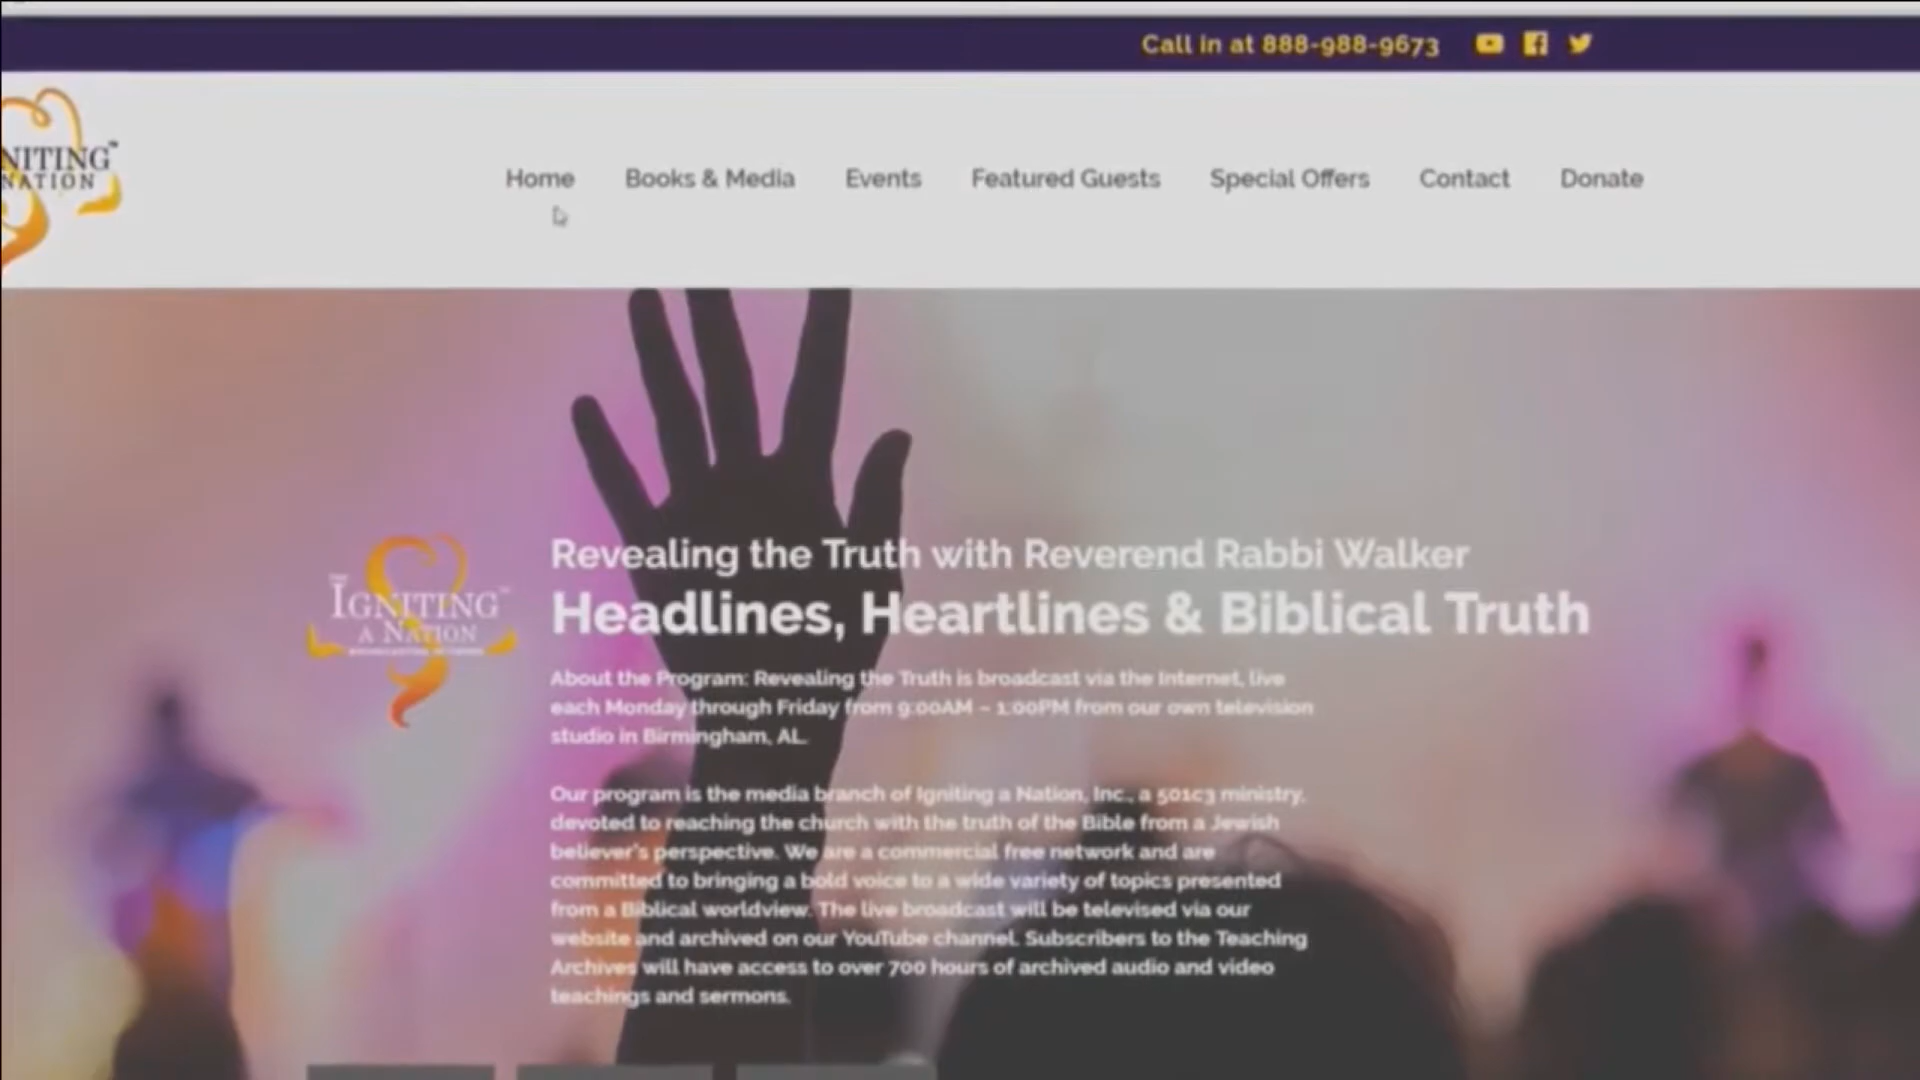 Call in at 888-988-9673
NITING™
NATION
Home Books & Media Events Featured Guests Special Offers Contact Donate
Revealing the Truth with Reverend Rabbi Walker
IGNITING™
A NATION
Headlines, Heartlines & Biblical Truth
About the Program: Revealing the Truth is broadcast via the Internet, live
each Monday through Friday from 9:00AM – 1:00PM from our own television
studio in Birmingham, AL.
Our program is the media branch of Igniting a Nation, Inc., a 501c3 ministry,
devoted to reaching the church with the truth of the Bible from a Jewish
believer's perspective. We are a commercial free network and are
committed to bringing a bold voice to a wide variety of topics presented
from a Biblical worldview. The live broadcast will be televised via our
website and archived on our YouTube channel. Subscribers to the Teaching
Archives will have access to over 700 hours of archived audio and video
teachings and sermons.